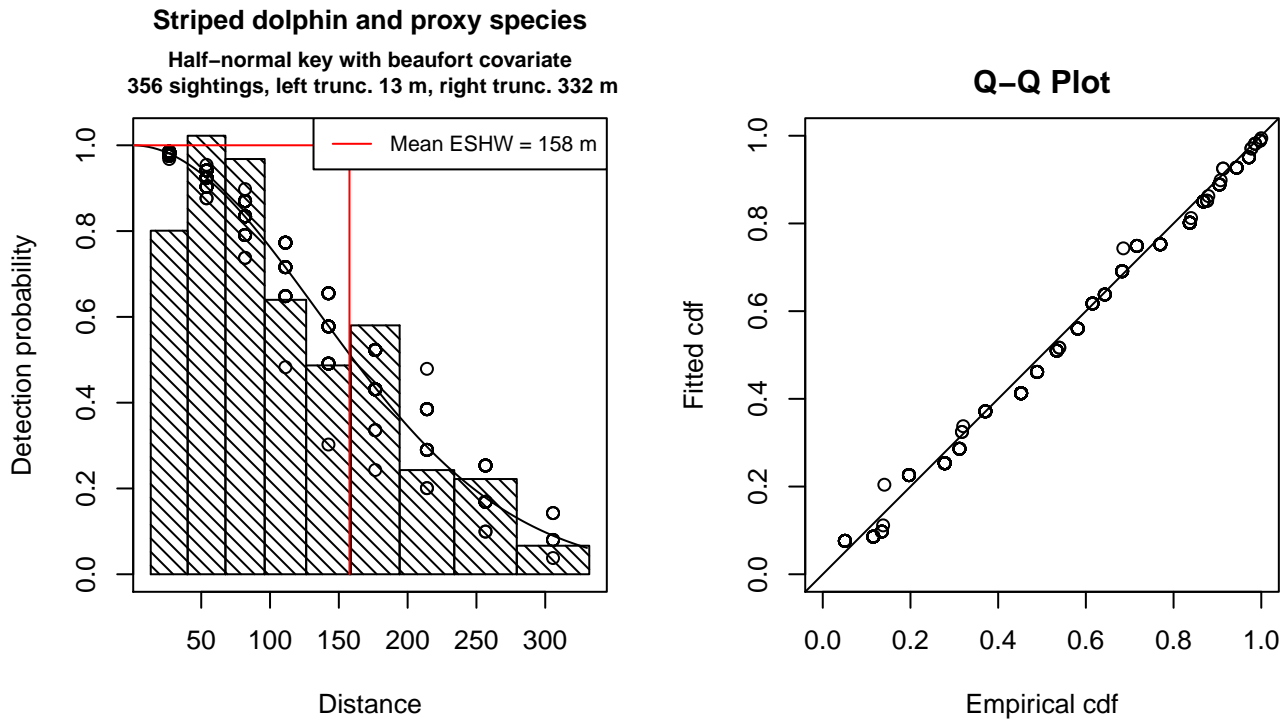 Striped dolphin and proxy species
Half−normal key with beaufort covariate
356 sightings, left trunc. 13 m, right trunc. 332 m
Mean ESHW = 158 m
Detection probability
0.0 0.2 0.4 0.6 0.8 1.0
50 100 150 200 250 300
Distance
Q−Q Plot
Fitted cdf
0.0 0.2 0.4 0.6 0.8 1.0
0.0 0.2 0.4 0.6 0.8 1.0
Empirical cdf